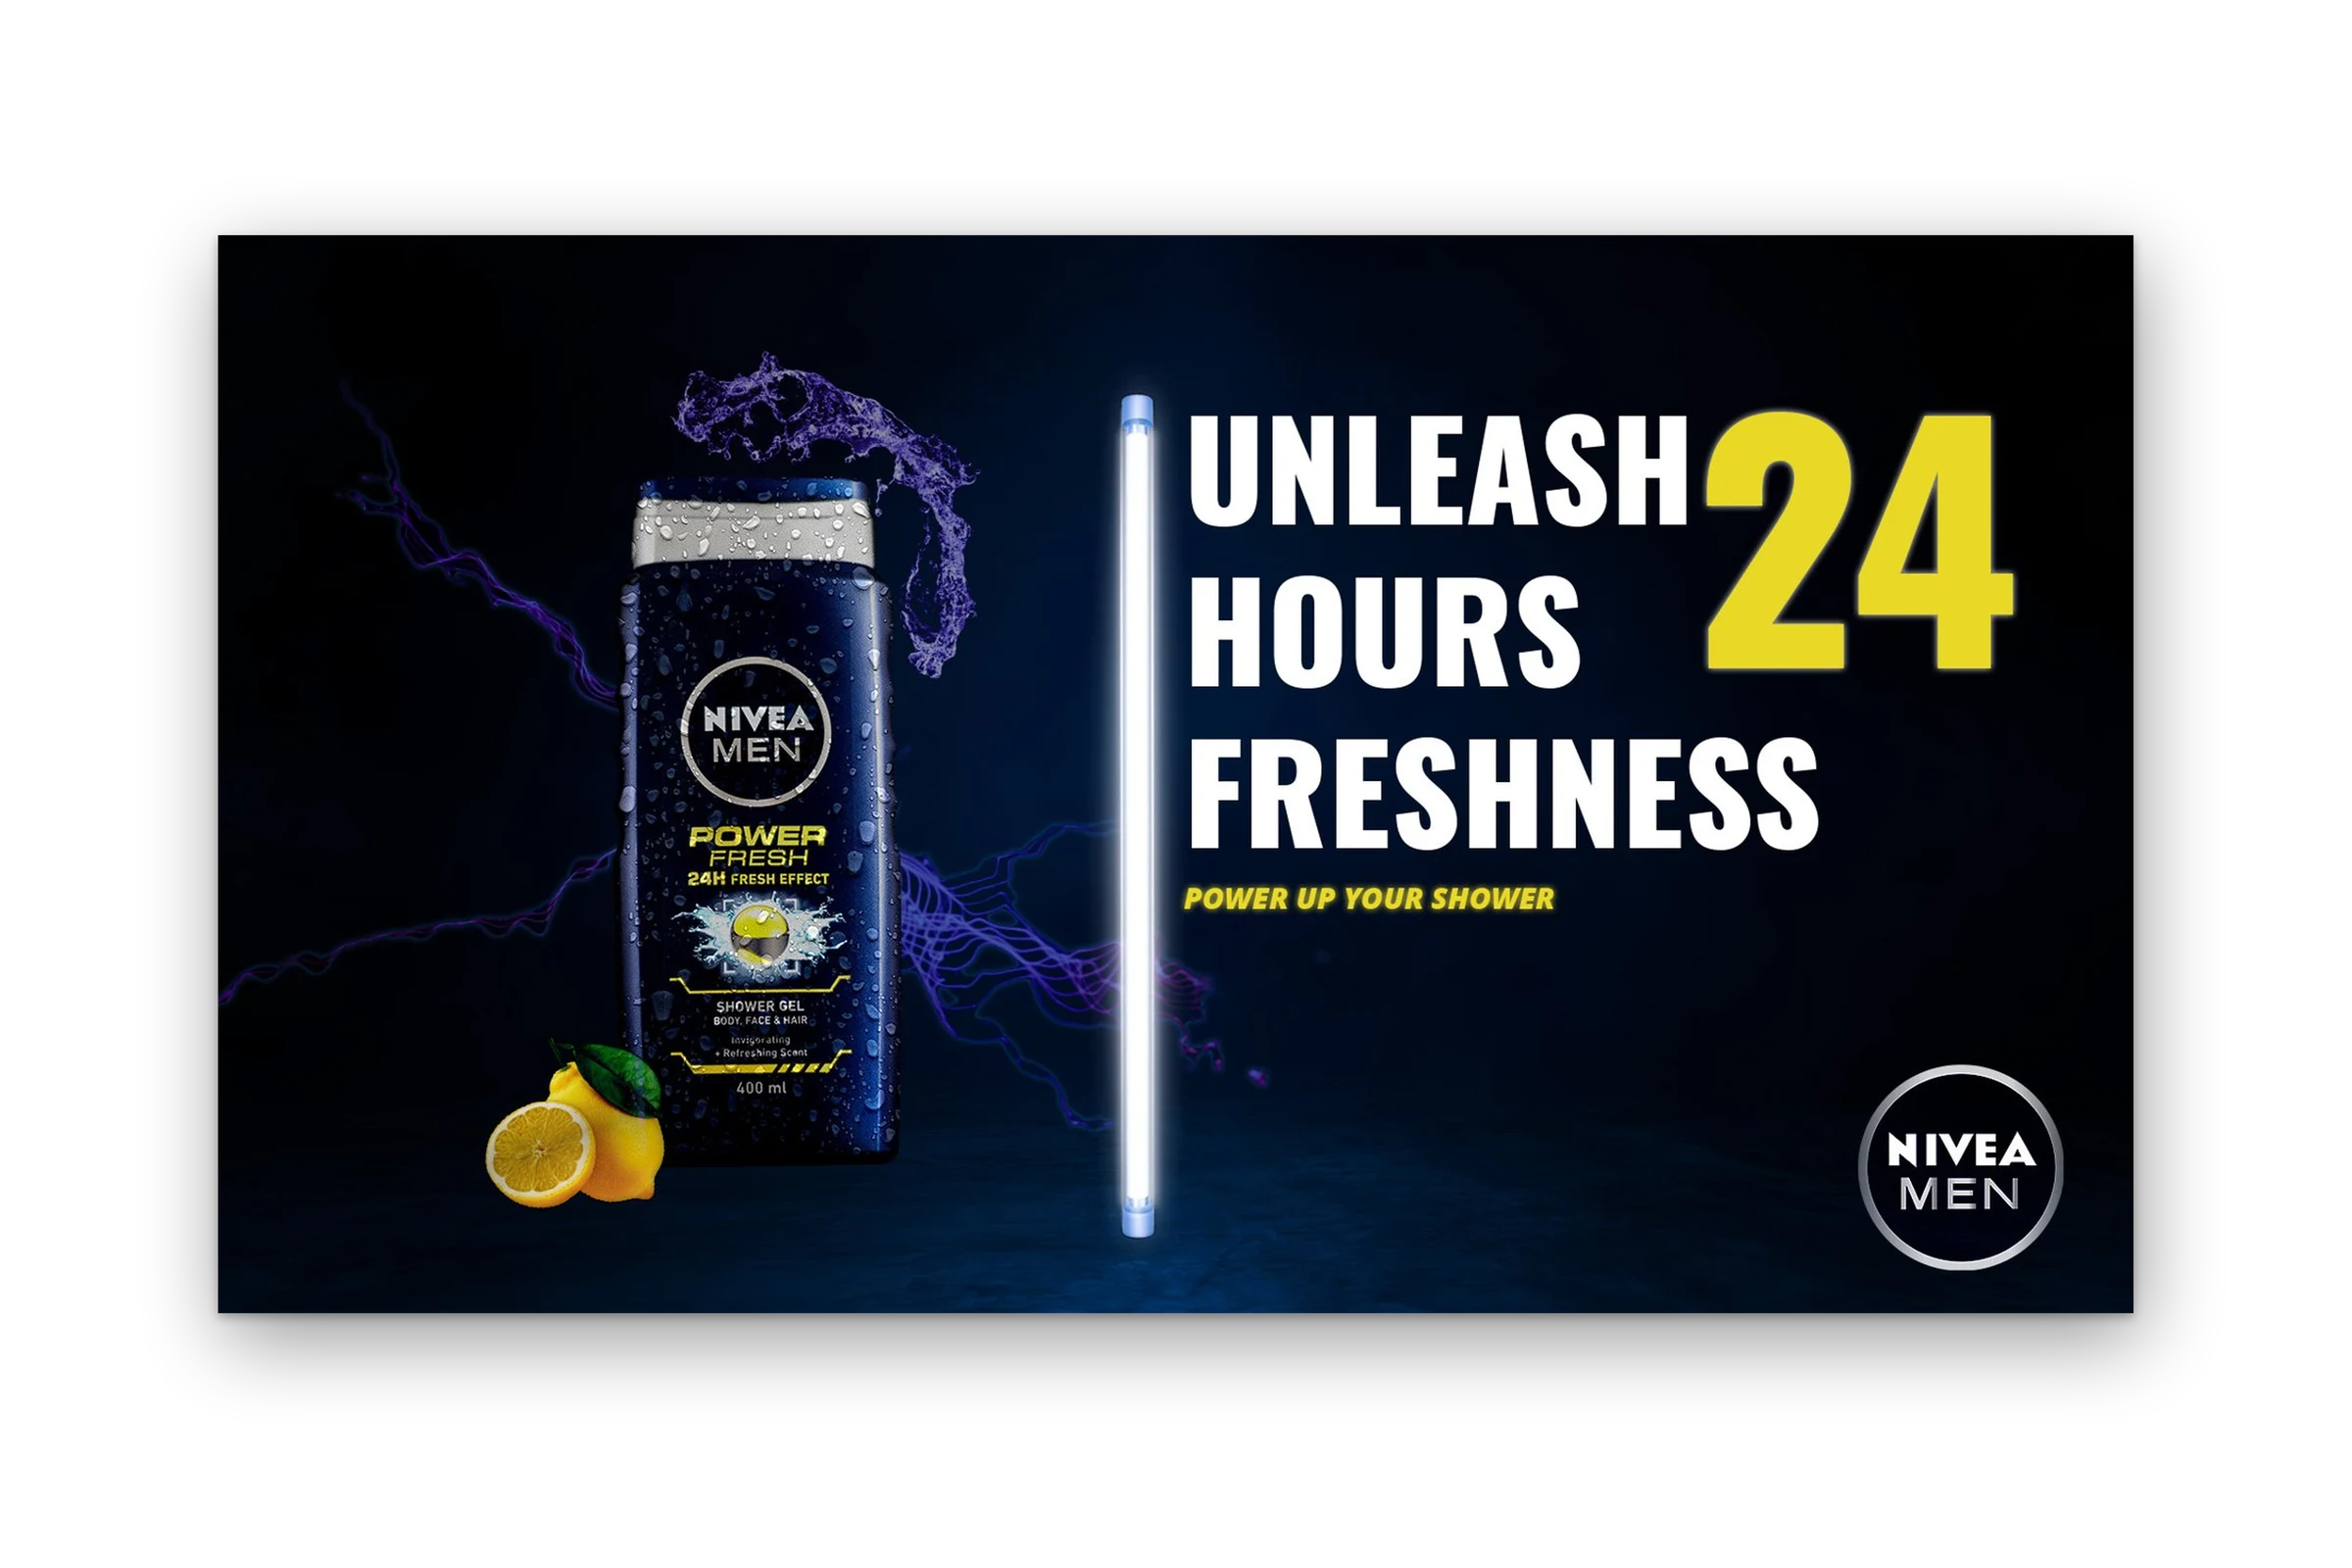 NIVEA
MEN
POWER
FRESH
24H FRESH EFFECT
SHOWER GEL
BODY, FACE & HAIR
Invigorating
+ Refreshing Scent
400 ml
UNLEASH 24
HOURS
FRESHNESS
POWER UP YOUR SHOWER
NIVEA
MEN